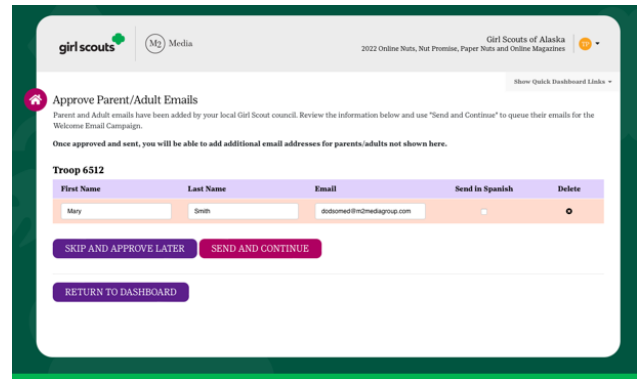 girl scouts
M2 Media
Girl Scouts of Alaska
2022 Online Nuts, Nut Promise, Paper Nuts and Online Magazines
TP
Show Quick Dashboard Links
Approve Parent/Adult Emails
Parent and Adult emails have been added by your local Girl Scout council. Review the information below and use "Send and Continue" to queue their emails for the
Welcome Email Campaign.
Once approved and sent, you will be able to add additional email addresses for parents/adults not shown here.
Troop 6512
First Name Last Name Email Send in Spanish Delete
Mary Smith dodsomed@m2mediagroup.com
SKIP AND APPROVE LATER SEND AND CONTINUE
RETURN TO DASHBOARD